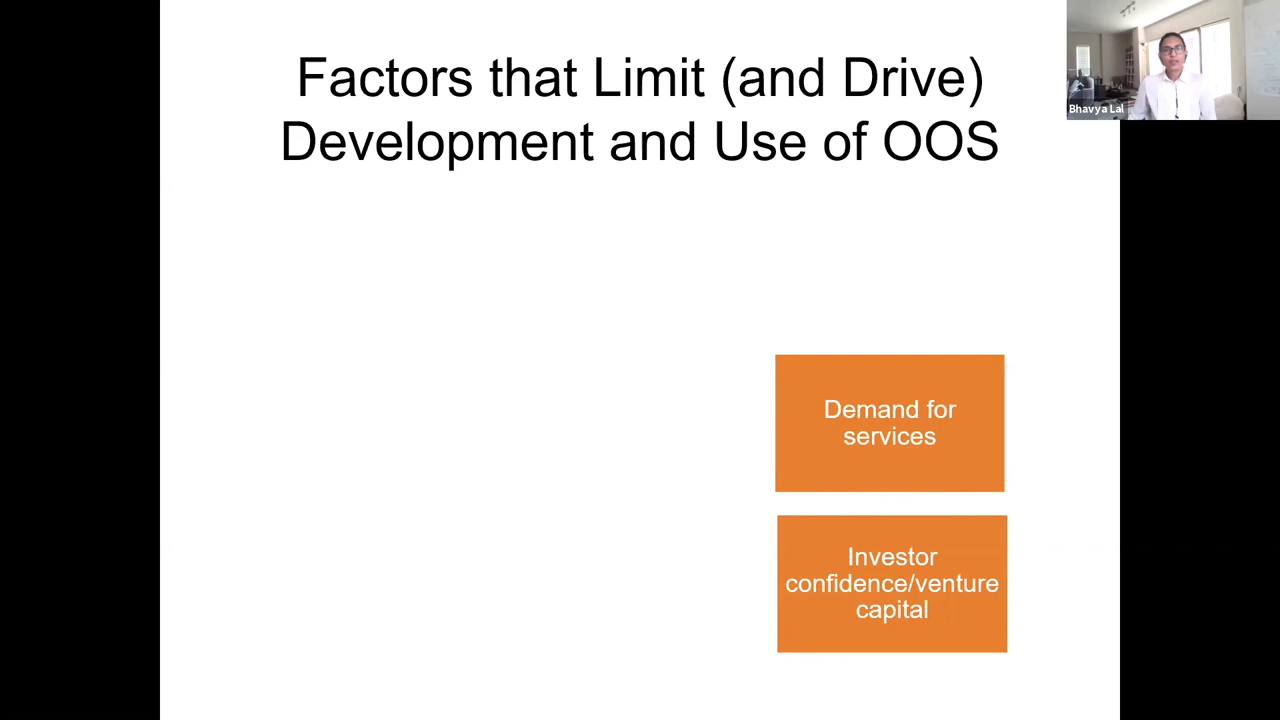 Factors that Limit (and Drive)
Development and Use of OOS
Bhavya Lal
Demand for
services
Investor
confidence/venture
capital